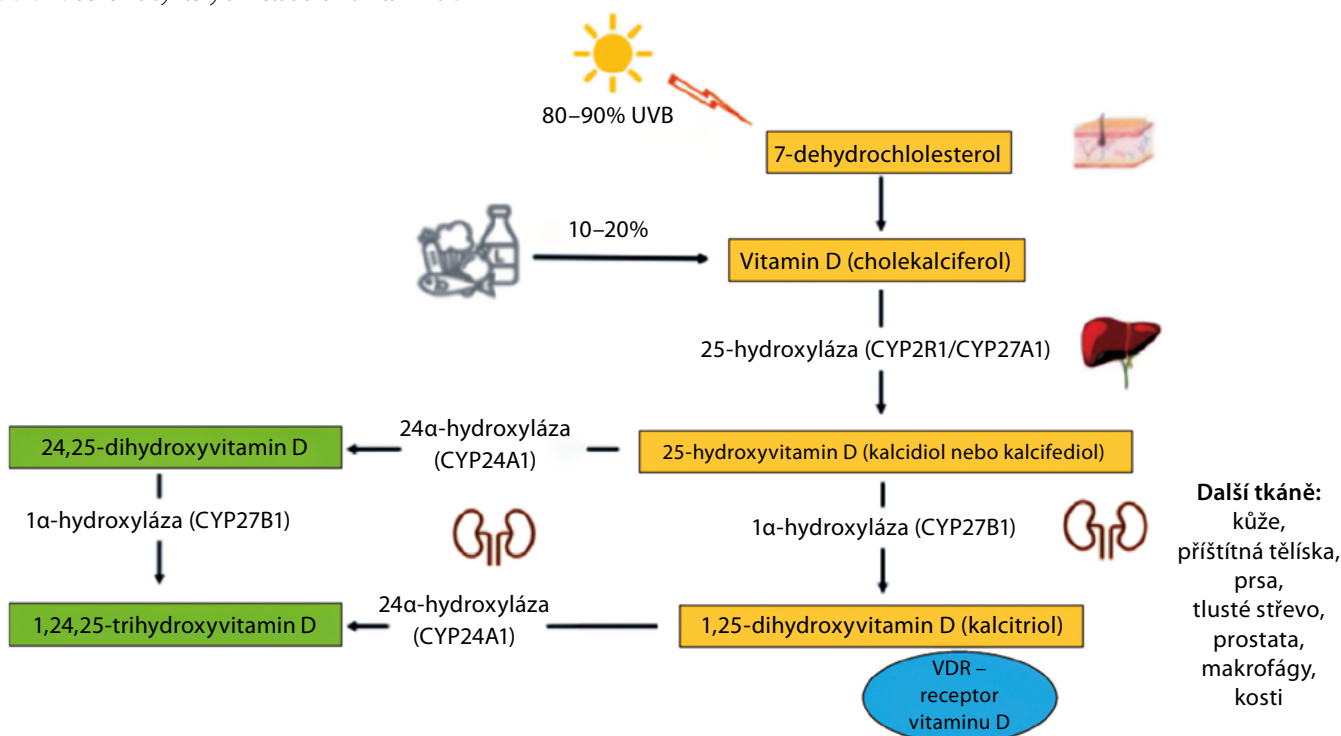 80–90% UVB
7-dehydrochlolesterol
10–20%
Vitamin D (cholekalciferol)
25-hydroxyláza (CYP2R1/CYP27A1)
24,25-dihydroxyvitamin D
24α-hydroxyláza
(CYP24A1)
25-hydroxyvitamin D (kalcidiol nebo kalcifediol)
1α-hydroxyláza (CYP27B1)
1α-hydroxyláza (CYP27B1)
1,24,25-trihydroxyvitamin D
24α-hydroxyláza
(CYP24A1)
1,25-dihydroxyvitamin D (kalcitriol)
VDR –
receptor
vitaminu D
Další tkáně:
kůže,
příštítná tělíska,
prsa,
tlusté střevo,
prostata,
makrofágy,
kosti